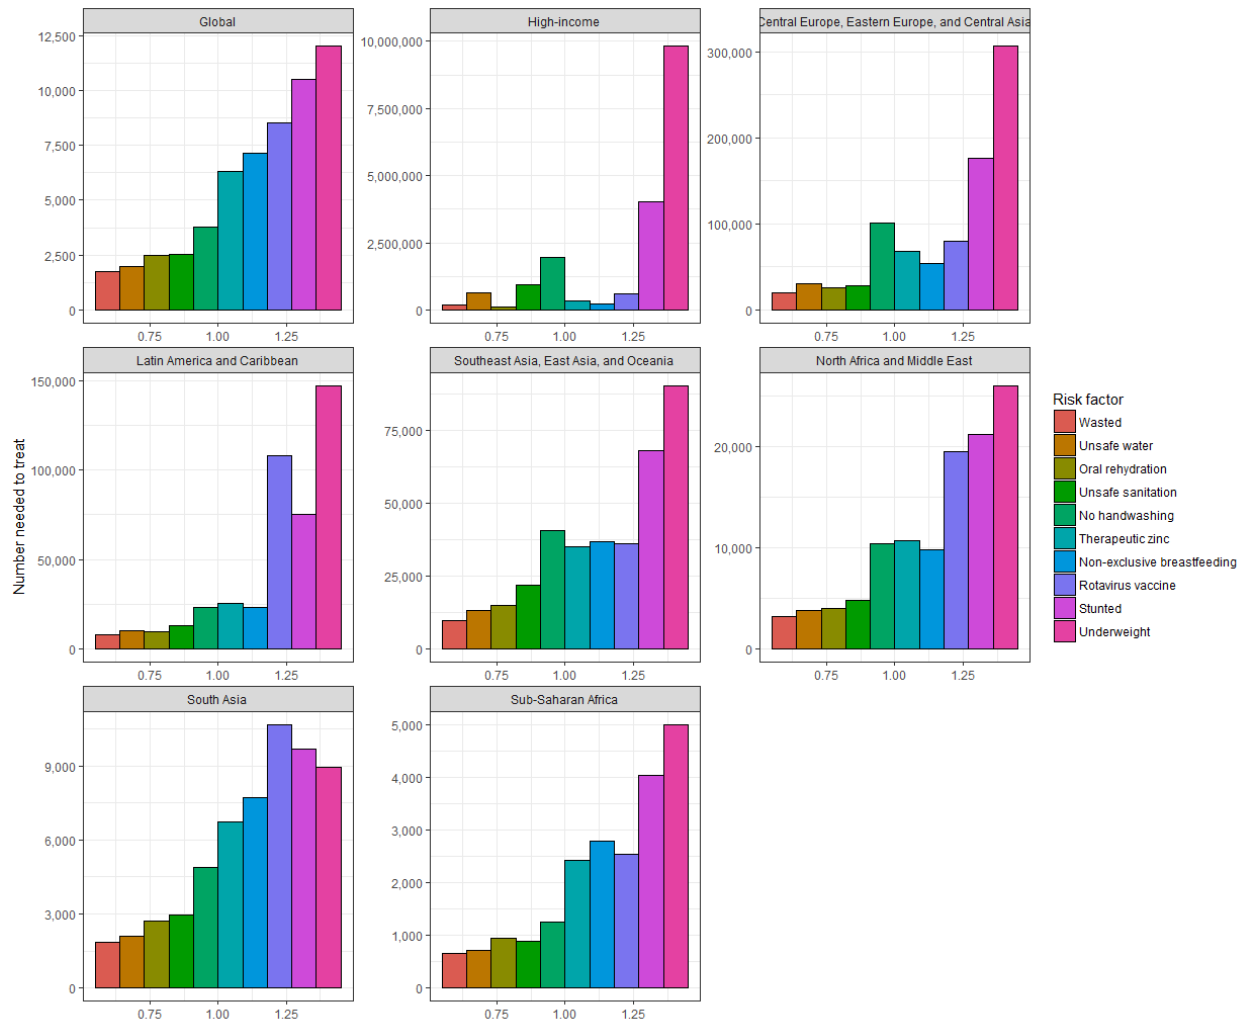 Global
High-income
Central Europe, Eastern Europe, and Central Asia
12,500
10,000
7,500
5,000
2,500
0
10,000,000
7,500,000
5,000,000
2,500,000
0
300,000
200,000
100,000
0
0.75 1.00 1.25
0.75 1.00 1.25
0.75 1.00 1.25
Latin America and Caribbean
Southeast Asia, East Asia, and Oceania
North Africa and Middle East
Number needed to treat
150,000
100,000
50,000
0
75,000
50,000
25,000
0
20,000
10,000
0
0.75 1.00 1.25
0.75 1.00 1.25
0.75 1.00 1.25
Risk factor
Wasted
Unsafe water
Oral rehydration
Unsafe sanitation
No handwashing
Therapeutic zinc
Non-exclusive breastfeeding
Rotavirus vaccine
Stunted
Underweight
South Asia
Sub-Saharan Africa
9,000
6,000
3,000
0
5,000
4,000
3,000
2,000
1,000
0
0.75 1.00 1.25
0.75 1.00 1.25